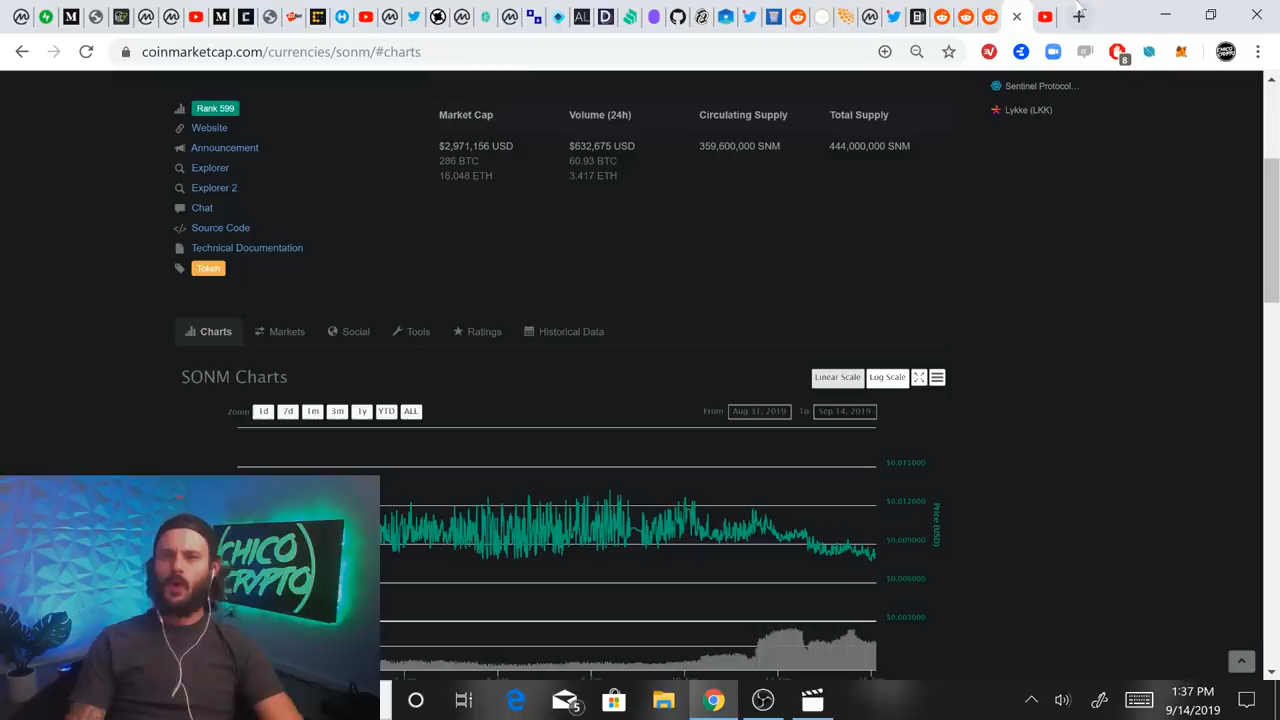 coinmarketcap.com/currencies/sonm/#charts
8
Sentinel Protocol...
Lykke (LKK)
Rank 599
Website
Announcement
Explorer
Explorer 2
Chat
Source Code
Technical Documentation
Token
Market Cap Volume (24h) Circulating Supply Total Supply
$2,971,156 USD $632,675 USD 359,600,000 SNM 444,000,000 SNM
286 BTC 60.93 BTC
16,048 ETH 3,417 ETH
Charts Markets Social Tools Ratings Historical Data
SONM Charts
Linear Scale Log Scale
Zoom 1d 7d 1m 3m 1y YTD ALL
From Aug 31, 2019 To Sep 14, 2019
$0.015000
$0.012000
$0.009000
$0.006000
$0.003000
Price (USD)
CHICO
CRYPTO
5
1:37 PM
9/14/2019